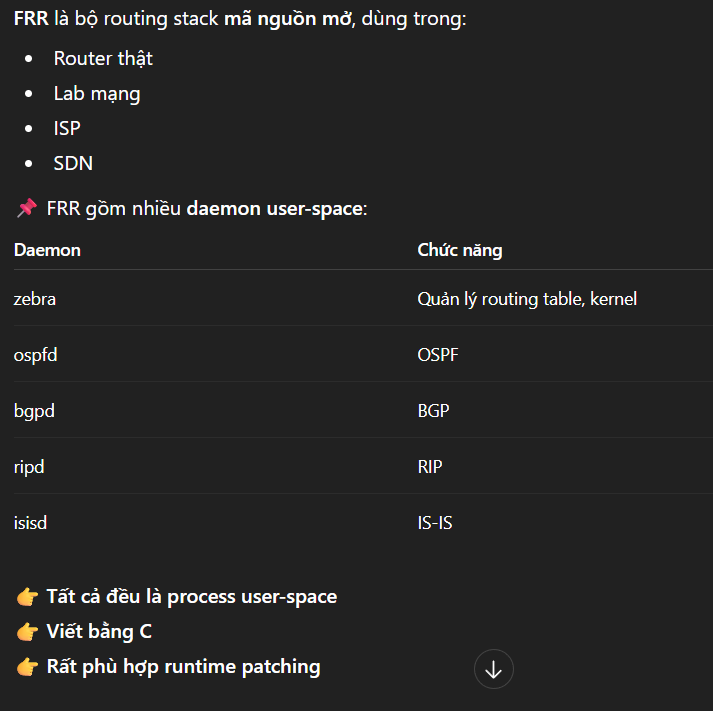 FRR là bộ routing stack mã nguồn mở, dùng trong:
Router thật
Lab mạng
ISP
SDN
📌 FRR gồm nhiều daemon user-space:
Daemon Chức năng
zebra Quản lý routing table, kernel
ospfd OSPF
bgpd BGP
ripd RIP
isisd IS-IS
👉 Tất cả đều là process user-space
👉 Viết bằng C
👉 Rất phù hợp runtime patching